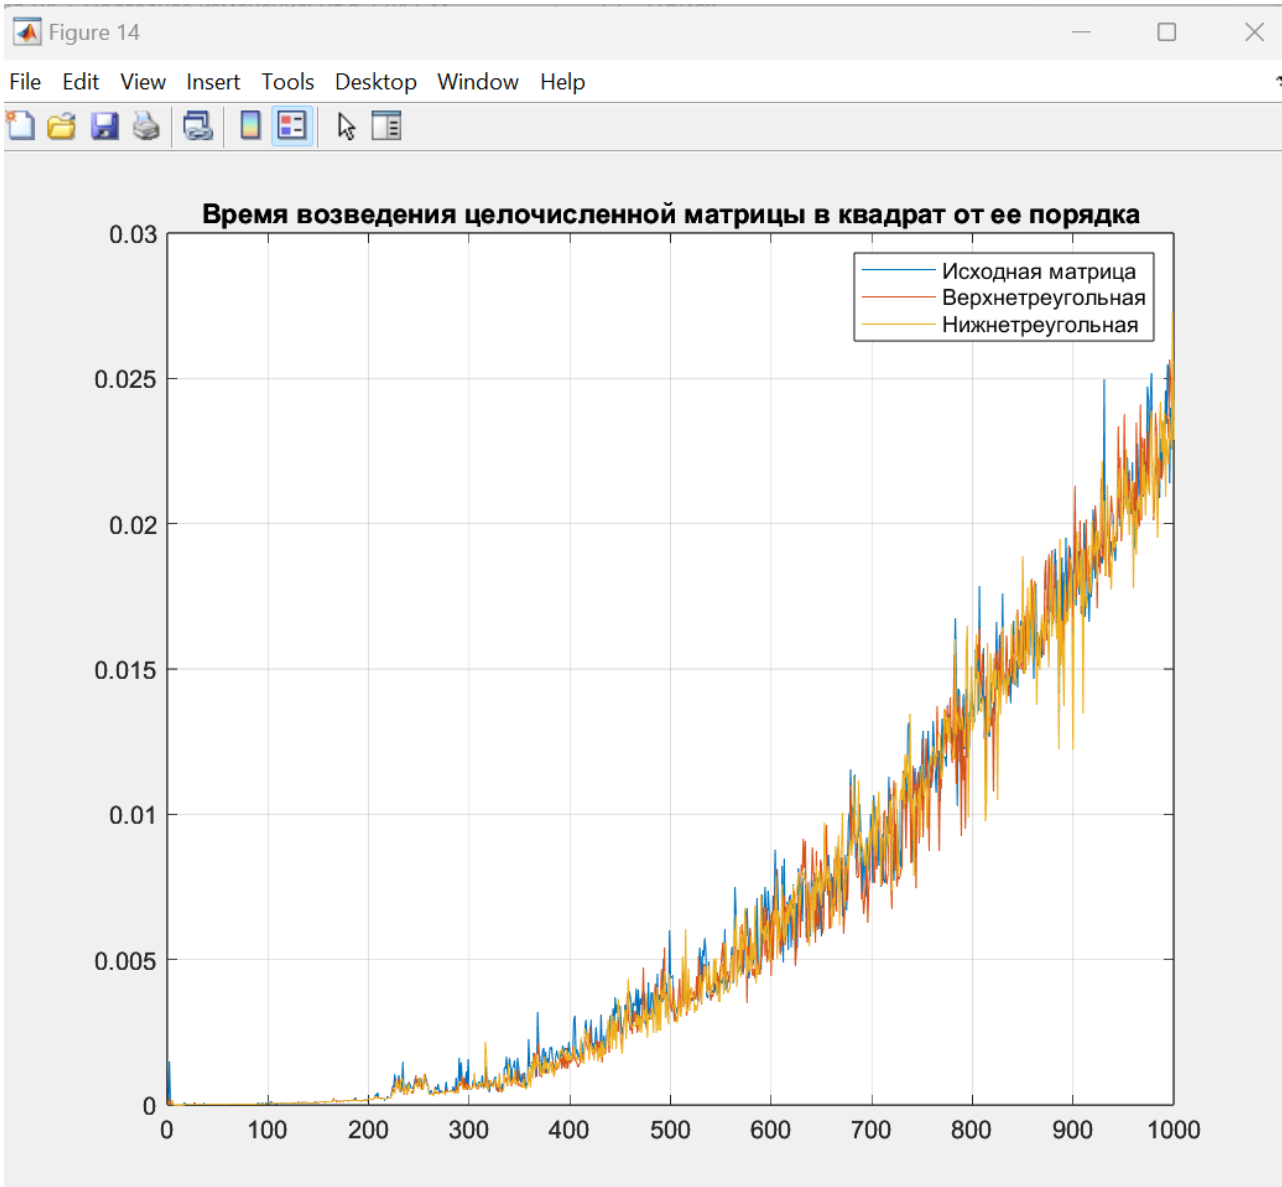 Figure 14
File Edit View Insert Tools Desktop Window Help
Время возведения целочисленной матрицы в квадрат от ее порядка
Исходная матрица
Верхнетреугольная
Нижнетреугольная
0.03
0.025
0.02
0.015
0.01
0.005
0
0 100 200 300 400 500 600 700 800 900 1000